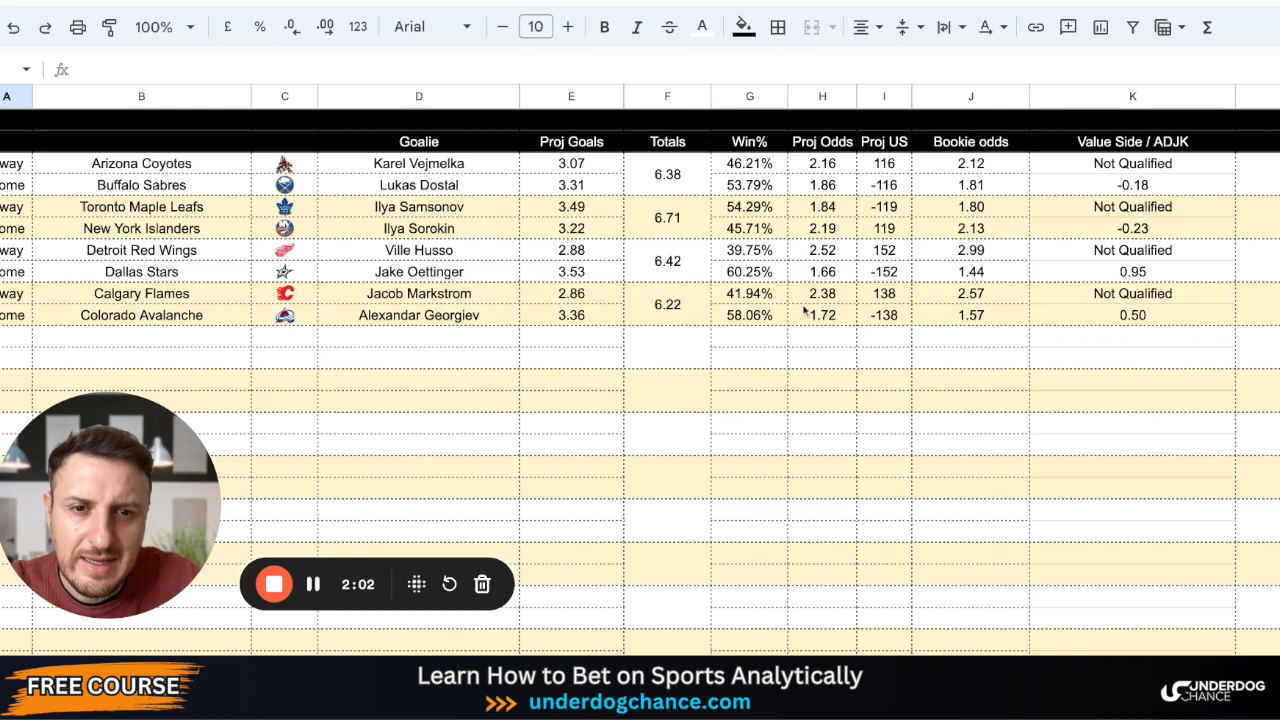 100% £ % .0 .00 123 Arial 10 B I A Σ
fx
A B C D E F G H I J K
Goalie Proj Goals Totals Win% Proj Odds Proj US Bookie odds Value Side / ADJK
way Arizona Coyotes Karel Vejmelka 3.07 6.38 46.21% 2.16 116 2.12 Not Qualified
ome Buffalo Sabres Lukas Dostal 3.31 53.79% 1.86 -116 1.81 -0.18
way Toronto Maple Leafs Ilya Samsonov 3.49 6.71 54.29% 1.84 -119 1.80 Not Qualified
ome New York Islanders Ilya Sorokin 3.22 45.71% 2.19 119 2.13 -0.23
way Detroit Red Wings Ville Husso 2.88 6.42 39.75% 2.52 152 2.99 Not Qualified
ome Dallas Stars Jake Oettinger 3.53 60.25% 1.66 -152 1.44 0.95
way Calgary Flames Jacob Markstrom 2.86 6.22 41.94% 2.38 138 2.57 Not Qualified
ome Colorado Avalanche Alexandar Georgiev 3.36 58.06% 1.72 -138 1.57 0.50
2:02
FREE COURSE
Learn How to Bet on Sports Analytically
>>> underdogchance.com
UNDERDOG
CHANCE